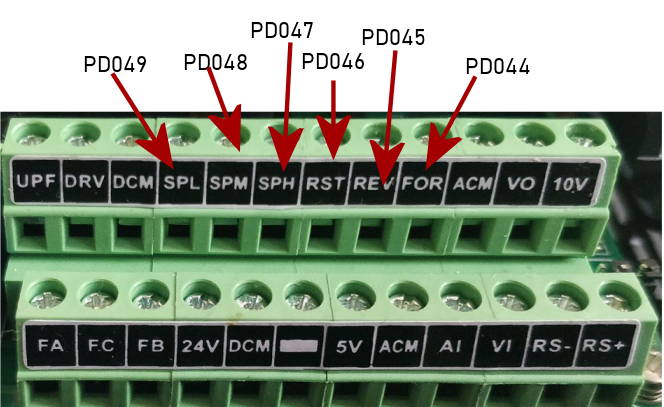 PD047
PD045
PD049 PD048 PD046 PD044
UPF DRV DCM SPL SPM SPH RST REV FOR ACM VO 10V
FA FC FB 24V DCM 5V ACM AI VI RS- RS+